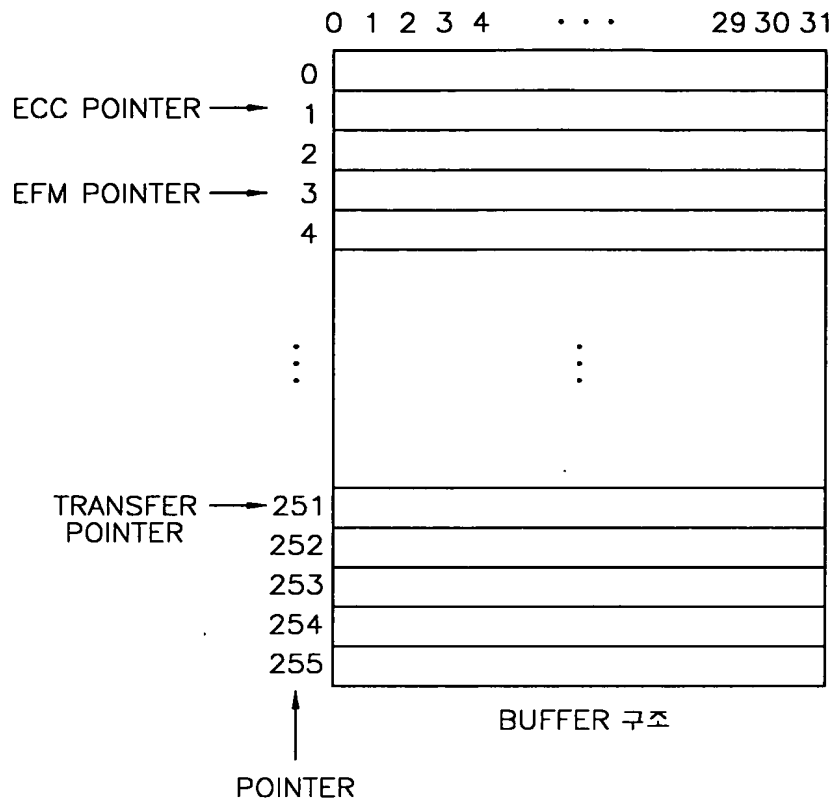 0 1 2 3 4 ··· 29 30 31
0
ECC POINTER 1
2
EFM POINTER 3
4
TRANSFER POINTER 251
252
253
254
255
BUFFER 구조
POINTER